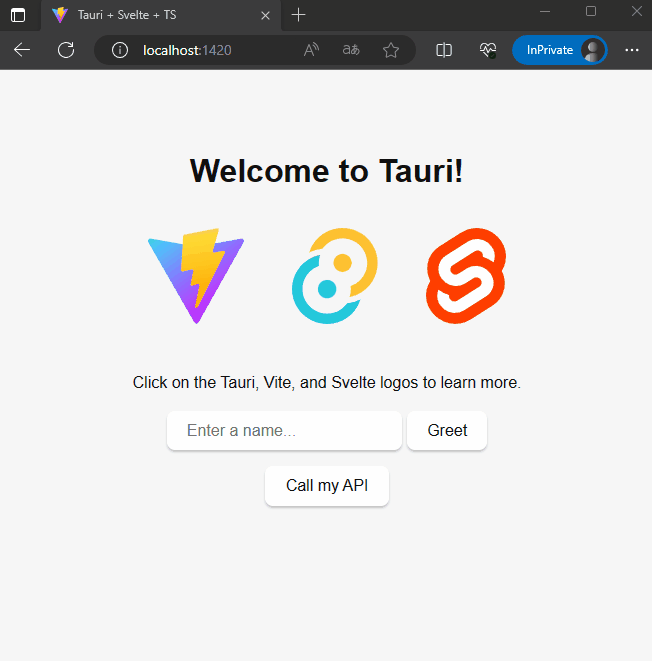 Tauri + Svelte + TS
localhost:1420
InPrivate
Welcome to Tauri!
Click on the Tauri, Vite, and Svelte logos to learn more.
Enter a name...
Greet
Call my API